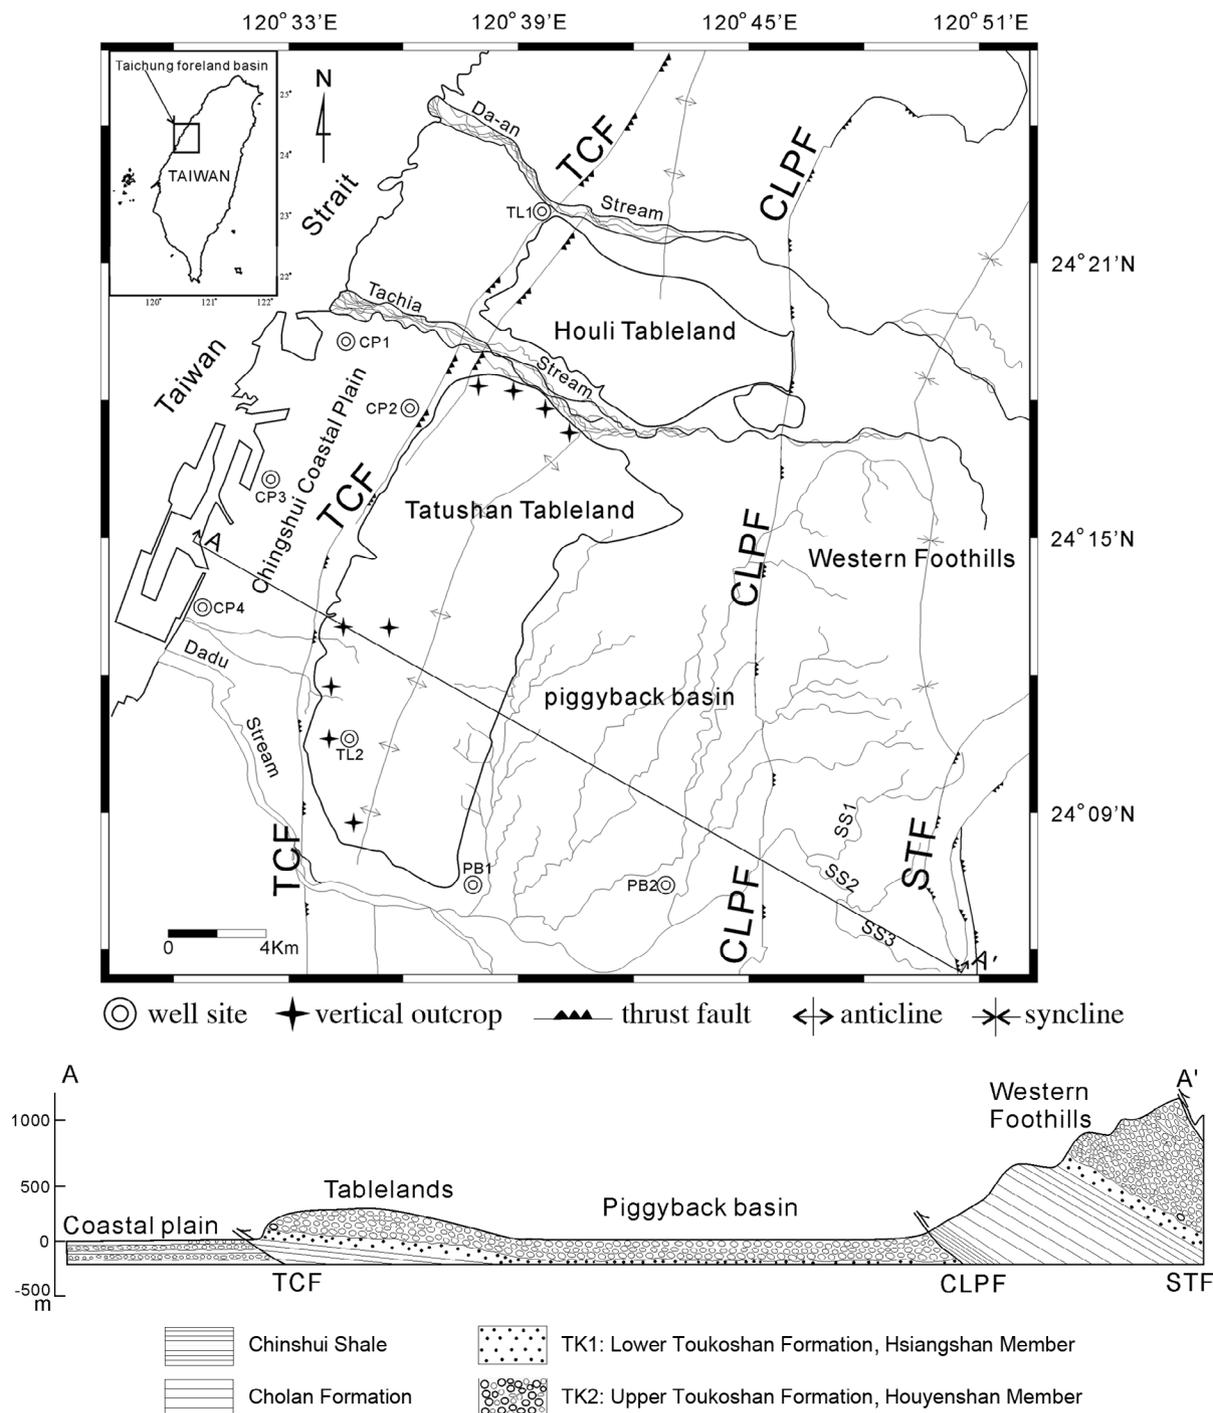 120°33'E
120°39'E
120°45'E
120°51'E
Taichung foreland basin
25°
24°
23°
22°
TAIWAN
120°
121°
122°
N
Da-an
Stream
TCF
CLPF
Strait
TL1
24°21'N
Tachia
Stream
Houli Tableland
CP1
Taiwan
CP2
Chingshui Coastal Plain
CP3
TCF
Tatushan Tableland
A
24°15'N
CLPF
Western Foothills
CP4
Dadu
Stream
piggyback basin
TL2
24°09'N
SS1
STF
TCF
PB1
PB2
SS2
CLPF
SS3
A'
0 4Km
well site
vertical outcrop
thrust fault
anticline
syncline
A
A'
Western
Foothills
1000
500
0
-500
m
Coastal plain
Tablelands
Piggyback basin
TCF
CLPF
STF
Chinshui Shale
TK1: Lower Toukoshan Formation, Hsiangshan Member
Cholan Formation
TK2: Upper Toukoshan Formation, Houyenshan Member